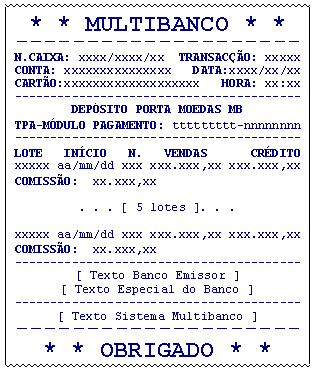 * * MULTIBANCO * *
N.CAIXA: xxxx/xxxx/xx TRANSACÇÃO: xxxxx
CONTA: xxxxxxxxxxxxxxx DATA:xxxx/xx/xx
CARTÃO:xxxxxxxxxxxxxxxxxxx HORA: xx:xx
DEPÓSITO PORTA MOEDAS MB
TPA-MÓDULO PAGAMENTO: ttttttttt-nnnnnnnn
LOTE INÍCIO N. VENDAS CRÉDITO
xxxxx aa/mm/dd xxx xxx.xxx,xx xxx.xxx,xx
COMISSÃO: xx.xxx,xx
. . . [ 5 lotes ]. . .
xxxxx aa/mm/dd xxx xxx.xxx,xx xxx.xxx,xx
COMISSÃO: xx.xxx,xx
[ Texto Banco Emissor ]
[ Texto Especial do Banco ]
[ Texto Sistema Multibanco ]
* * OBRIGADO * *